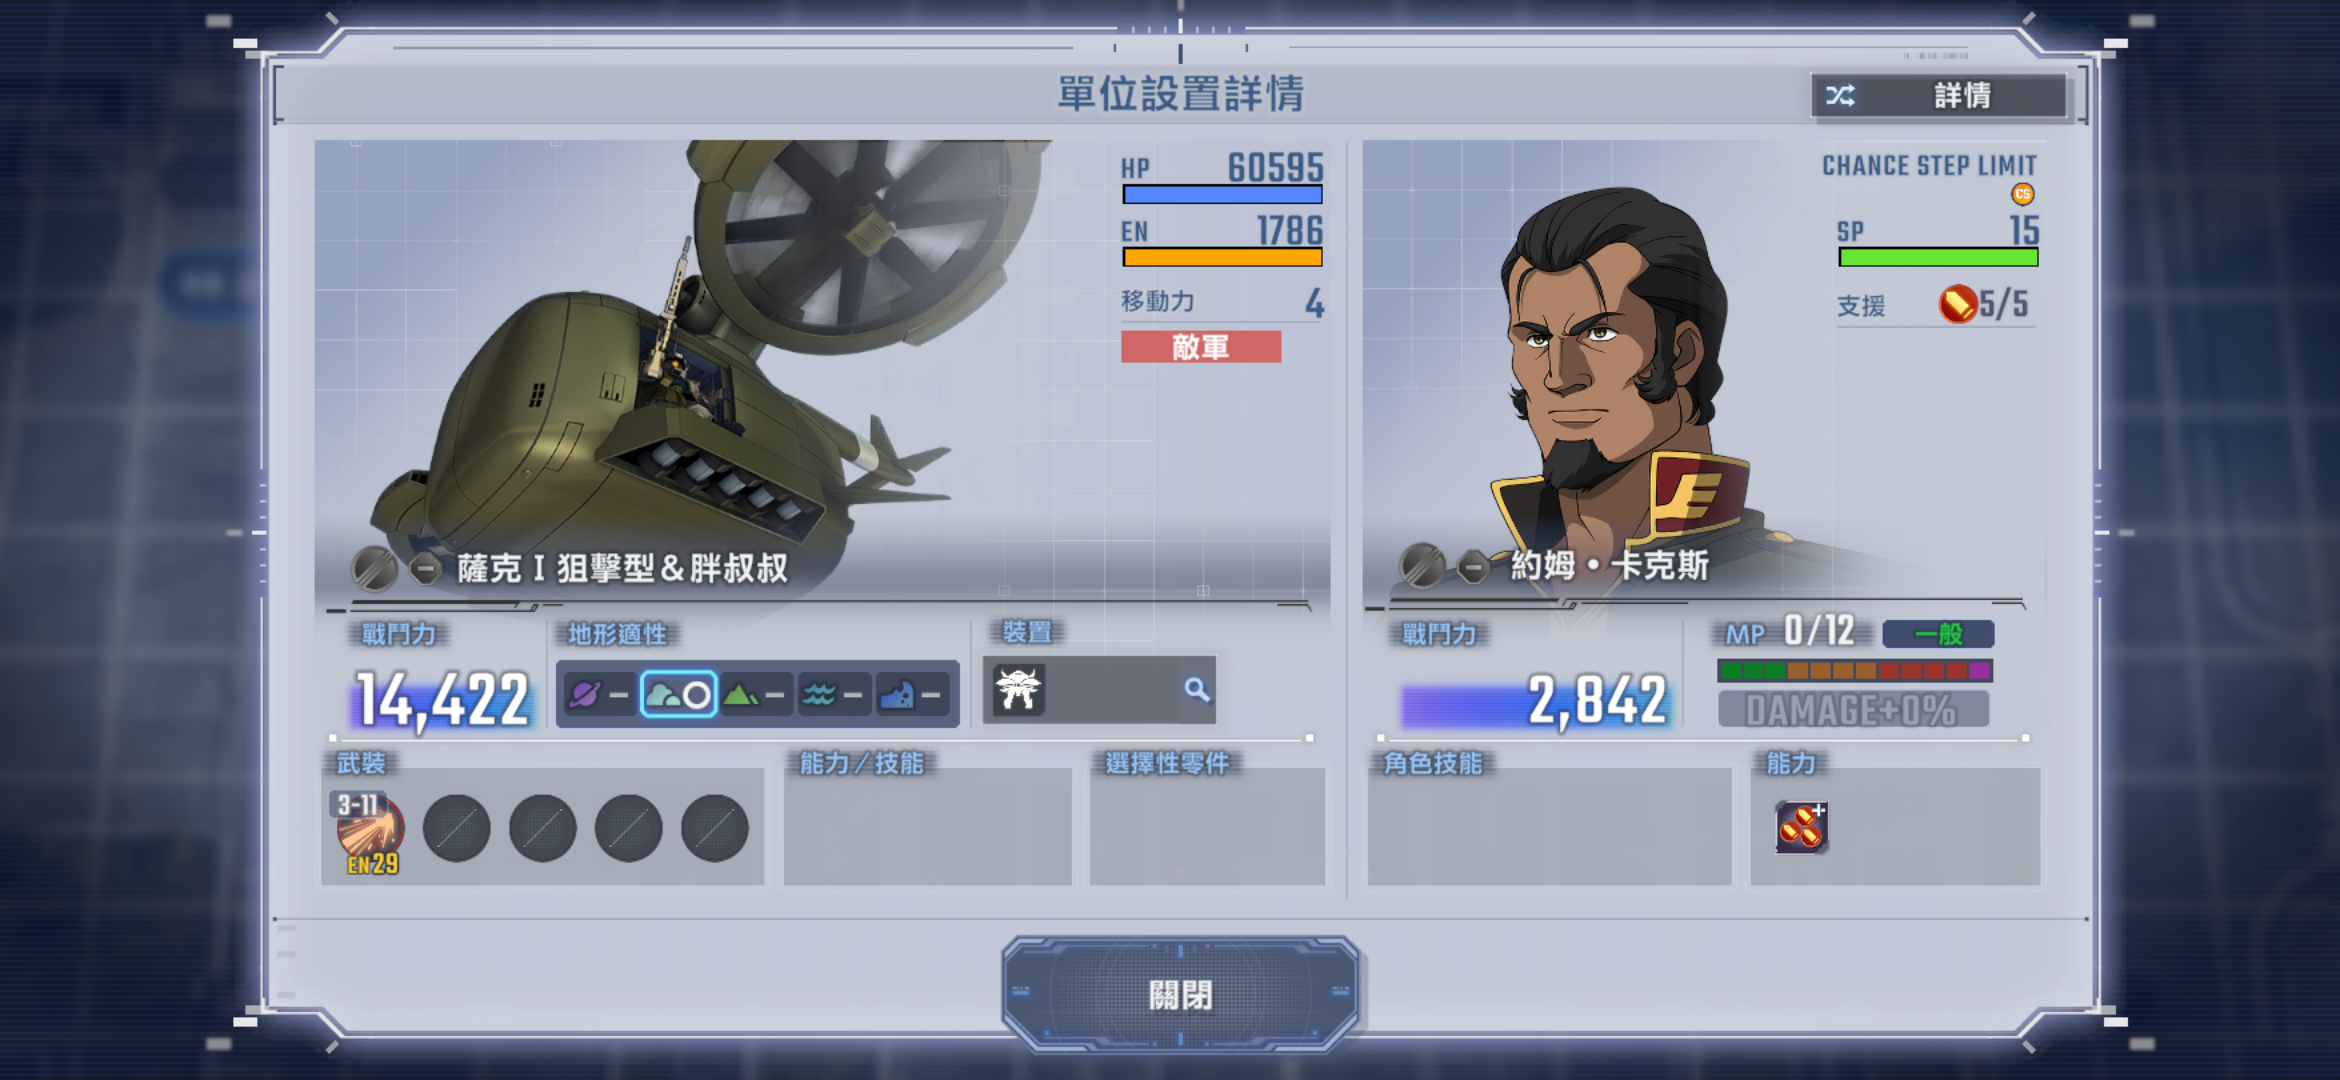 單位設置詳情
詳情
HP 60595
EN 1786
移動力 4
敵軍
薩克 I 狙擊型＆胖叔叔
戰鬥力
14,422
地形適性
裝置
武裝
3-11
EN29
能力／技能
選擇性零件
CHANCE STEP LIMIT
CS
SP 15
支援 5/5
約姆・卡克斯
戰鬥力
2,842
MP 0/12 一般
DAMAGE+0%
角色技能
能力
關閉